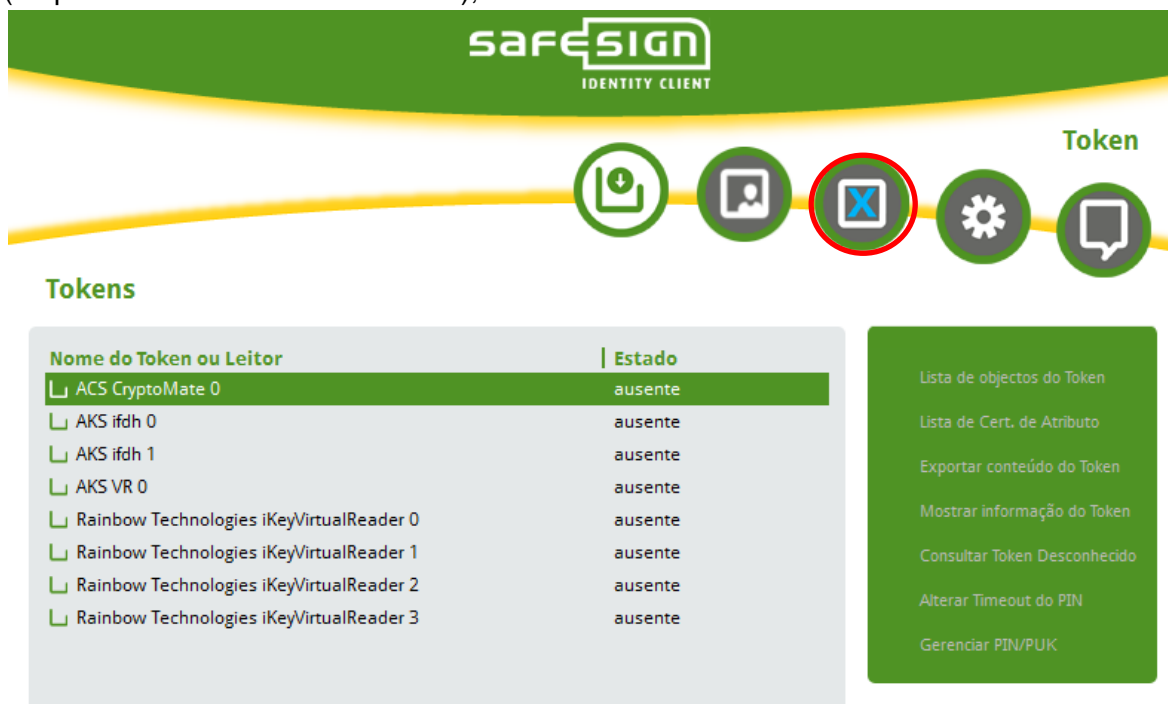 safesign
IDENTITY CLIENT
Token
X
Tokens
Nome do Token ou Leitor | Estado
ACS CryptoMate 0 ausente
AKS ifdh 0 ausente
AKS ifdh 1 ausente
AKS VR 0 ausente
Rainbow Technologies iKeyVirtualReader 0 ausente
Rainbow Technologies iKeyVirtualReader 1 ausente
Rainbow Technologies iKeyVirtualReader 2 ausente
Rainbow Technologies iKeyVirtualReader 3 ausente
Lista de objectos do Token
Lista de Cert. de Atributo
Exportar conteúdo do Token
Mostrar informação do Token
Consultar Token Desconhecido
Alterar Timeout do PIN
Gerenciar PIN/PUK